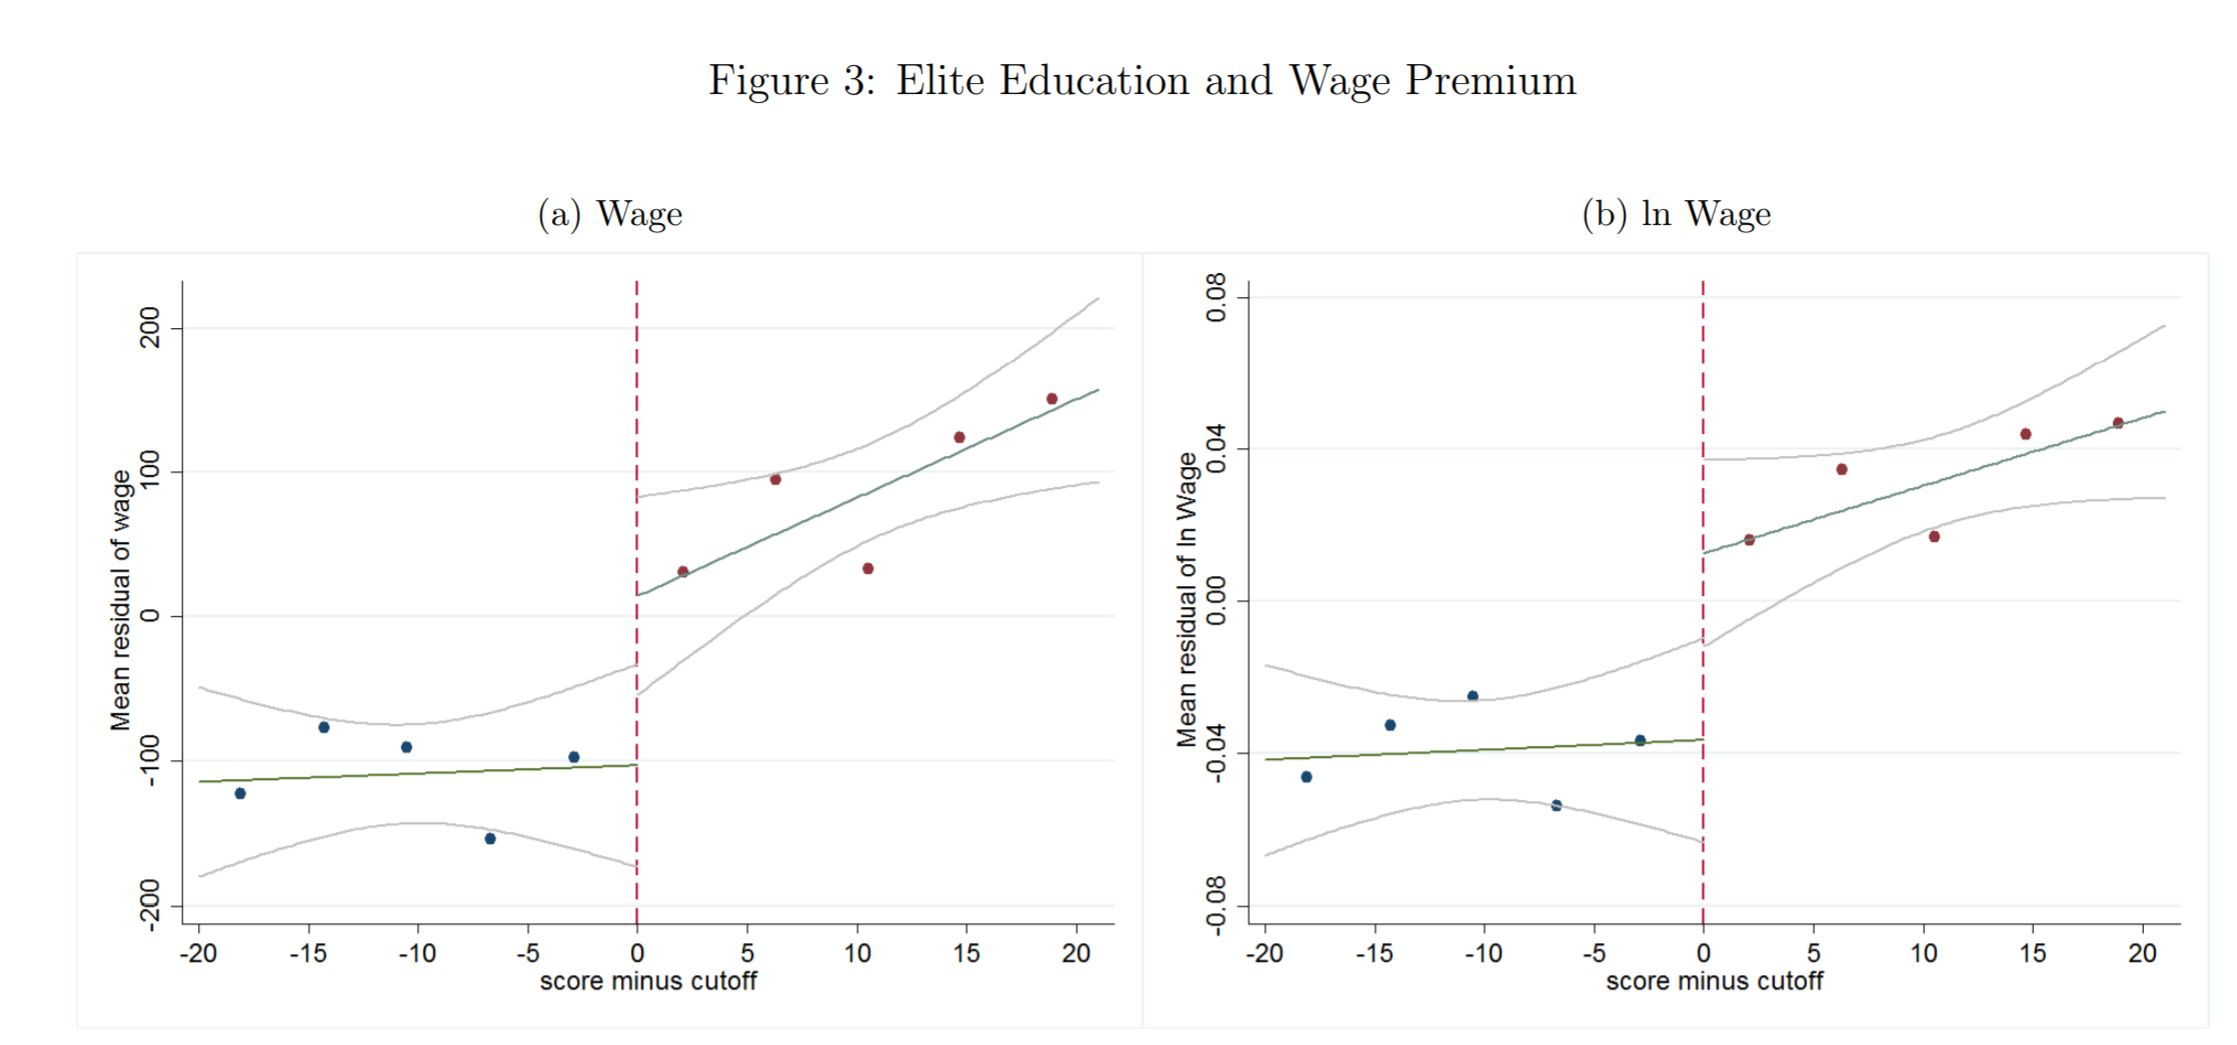 Figure 3: Elite Education and Wage Premium
(a) Wage
Mean residual of wage
200
100
0
-100
-200
-20 -15 -10 -5 0 5 10 15 20
score minus cutoff
(b) ln Wage
Mean residual of ln Wage
0.08
0.04
0.00
-0.04
-0.08
-20 -15 -10 -5 0 5 10 15 20
score minus cutoff